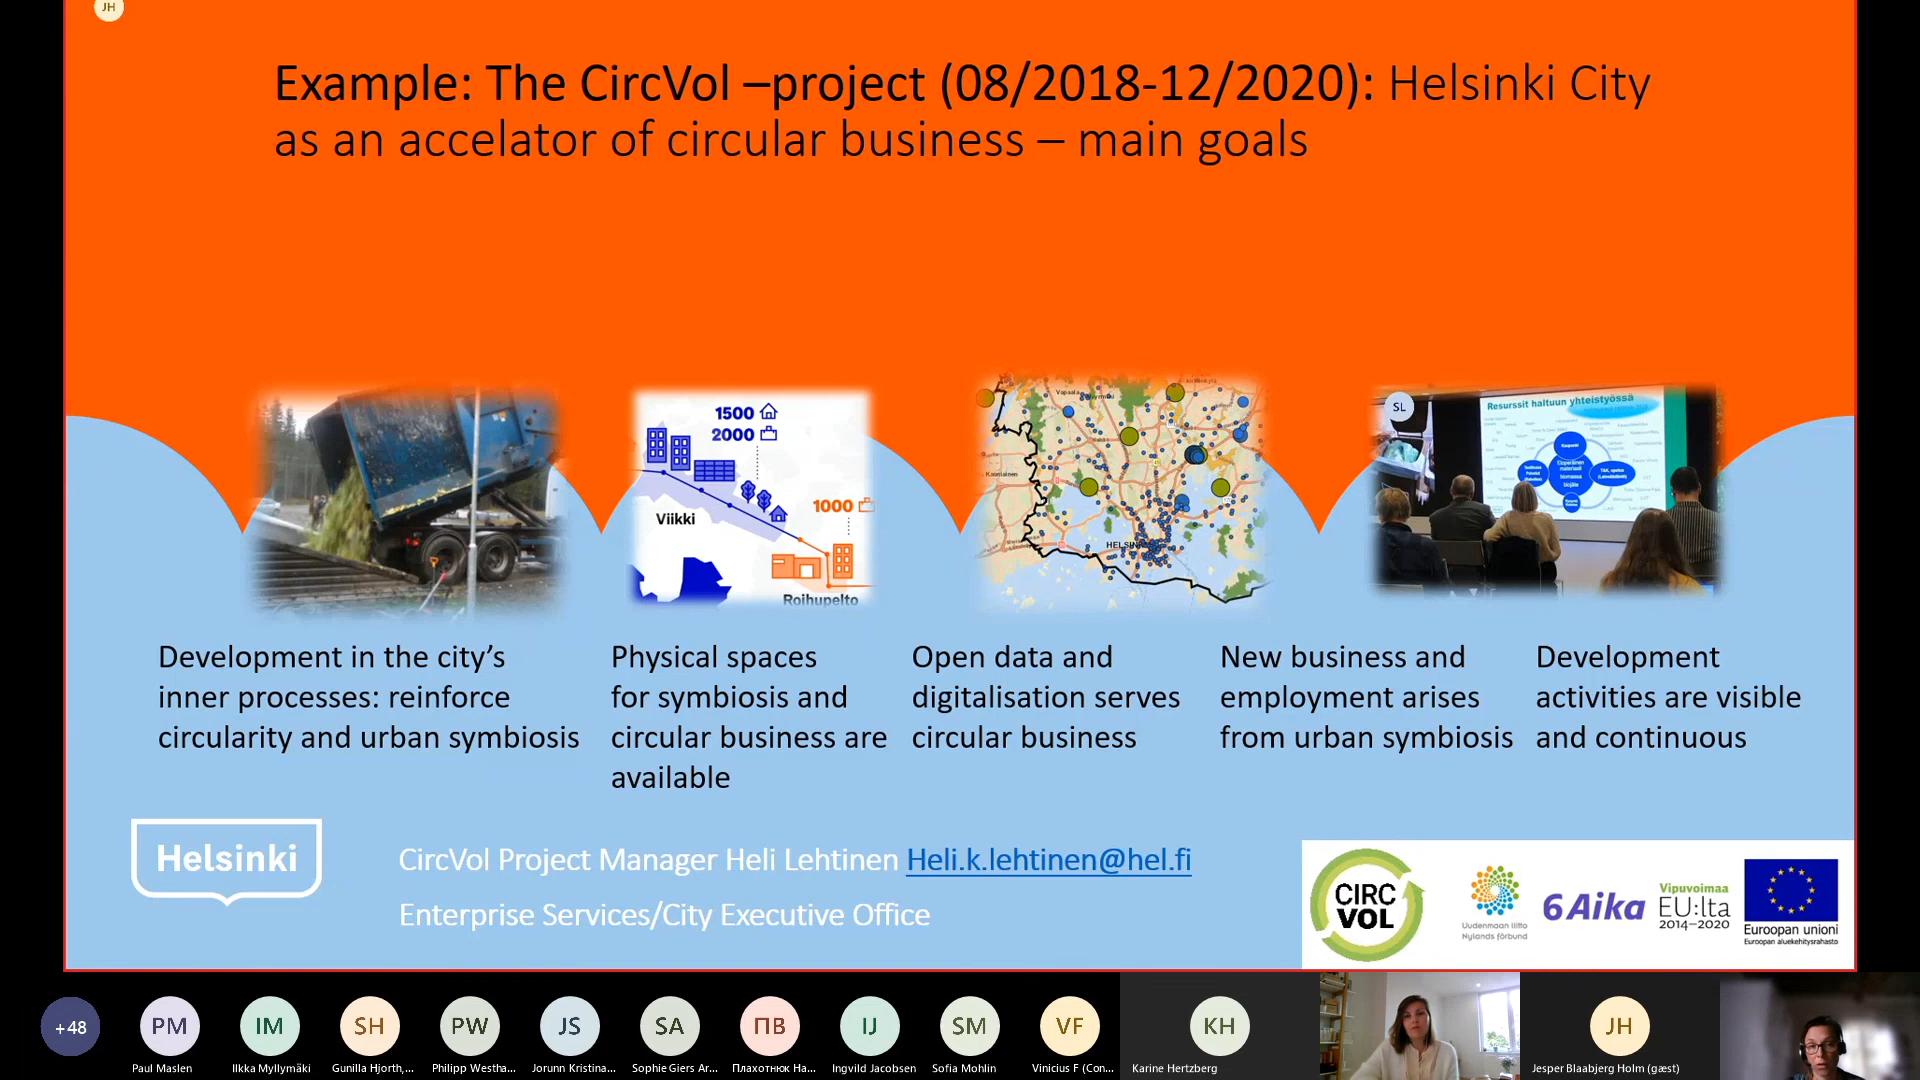 JH
Example: The CircVol –project (08/2018-12/2020): Helsinki City
as an accelator of circular business – main goals
1500
2000
1000
Viikki
Roihupelto
HELSIN
SL
Resurssit haltuun yhteistyössä
Development in the city's
inner processes: reinforce
circularity and urban symbiosis
Physical spaces
for symbiosis and
circular business are
available
Open data and
digitalisation serves
circular business
New business and
employment arises
from urban symbiosis
Development
activities are visible
and continuous
Helsinki
CircVol Project Manager Heli Lehtinen Heli.k.lehtinen@hel.fi
Enterprise Services/City Executive Office
CIRC
VOL
Uudenmaan liitto
Nylands förbund
6Aika
Vipuvoimaa
EU:lta
2014–2020
Euroopan unioni
Euroopan aluekehitysrahasto
+48
PM
IM
SH
PW
JS
SA
ПВ
IJ
SM
VF
KH
JH
Paul Maslen
Ilkka Myllymäki
Gunilla Hjorth,...
Philipp Westha...
Jorunn Kristina...
Sophie Giers Ar...
Плахотнюк На...
Ingvild Jacobsen
Sofia Mohlin
Vinicius F (Con...
Karine Hertzberg
Jesper Blaabjerg Holm (gæst)